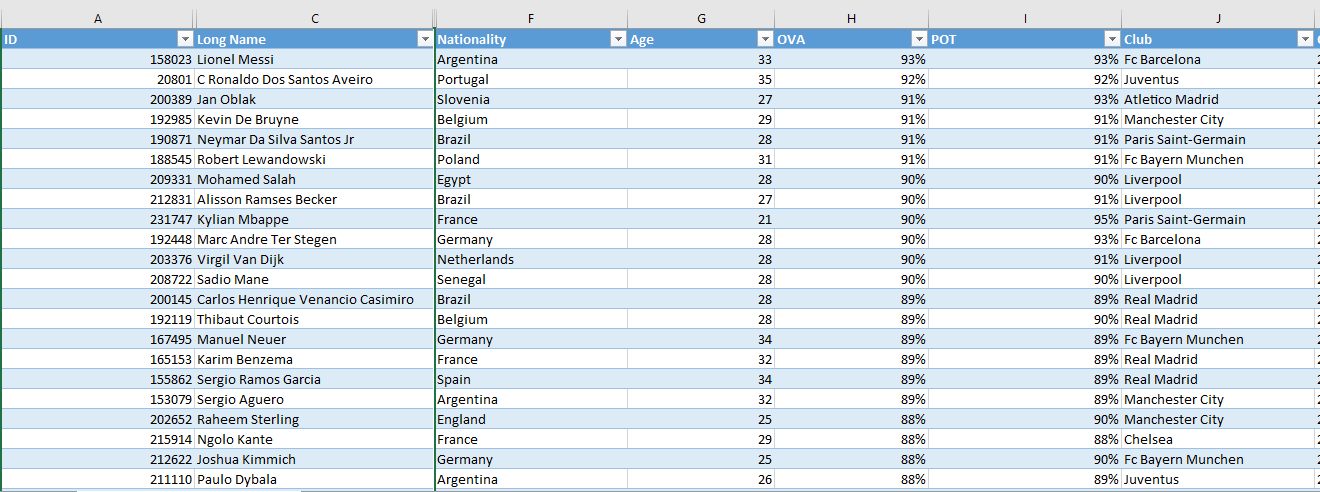 A C F G H I J
ID Long Name Nationality Age OVA POT Club
158023 Lionel Messi Argentina 33 93% 93% Fc Barcelona
20801 C Ronaldo Dos Santos Aveiro Portugal 35 92% 92% Juventus
200389 Jan Oblak Slovenia 27 91% 93% Atletico Madrid
192985 Kevin De Bruyne Belgium 29 91% 91% Manchester City
190871 Neymar Da Silva Santos Jr Brazil 28 91% 91% Paris Saint-Germain
188545 Robert Lewandowski Poland 31 91% 91% Fc Bayern Munchen
209331 Mohamed Salah Egypt 28 90% 90% Liverpool
212831 Alisson Ramses Becker Brazil 27 90% 91% Liverpool
231747 Kylian Mbappe France 21 90% 95% Paris Saint-Germain
192448 Marc Andre Ter Stegen Germany 28 90% 93% Fc Barcelona
203376 Virgil Van Dijk Netherlands 28 90% 91% Liverpool
208722 Sadio Mane Senegal 28 90% 90% Liverpool
200145 Carlos Henrique Venancio Casimiro Brazil 28 89% 89% Real Madrid
192119 Thibaut Courtois Belgium 28 89% 90% Real Madrid
167495 Manuel Neuer Germany 34 89% 89% Fc Bayern Munchen
165153 Karim Benzema France 32 89% 89% Real Madrid
155862 Sergio Ramos Garcia Spain 34 89% 89% Real Madrid
153079 Sergio Aguero Argentina 32 89% 89% Manchester City
202652 Raheem Sterling England 25 88% 90% Manchester City
215914 Ngolo Kante France 29 88% 88% Chelsea
212622 Joshua Kimmich Germany 25 88% 90% Fc Bayern Munchen
211110 Paulo Dybala Argentina 26 88% 89% Juventus